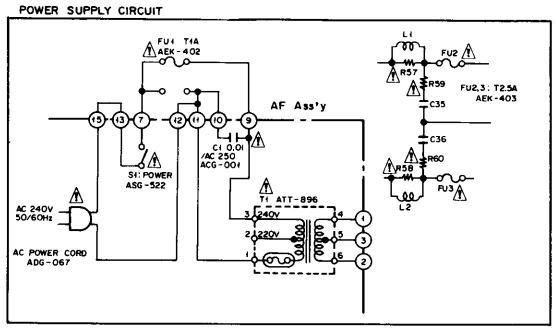 POWER SUPPLY CIRCUIT
FU1 T1A
AEK-402
L1
FU2
R57
R59
FU2,3: T2.5A
AEK-403
C35
AF Ass'y
15 13 7 12 11 10 9
C1 0.01
/AC 250
ACG-001
C36
R60
S1: POWER
ASG-522
R58
FU3
L2
T1 ATT-896
AC 240V
50/60Hz
3 240V 4 1
2 220V 5 3
1 6 2
AC POWER CORD
ADG-067